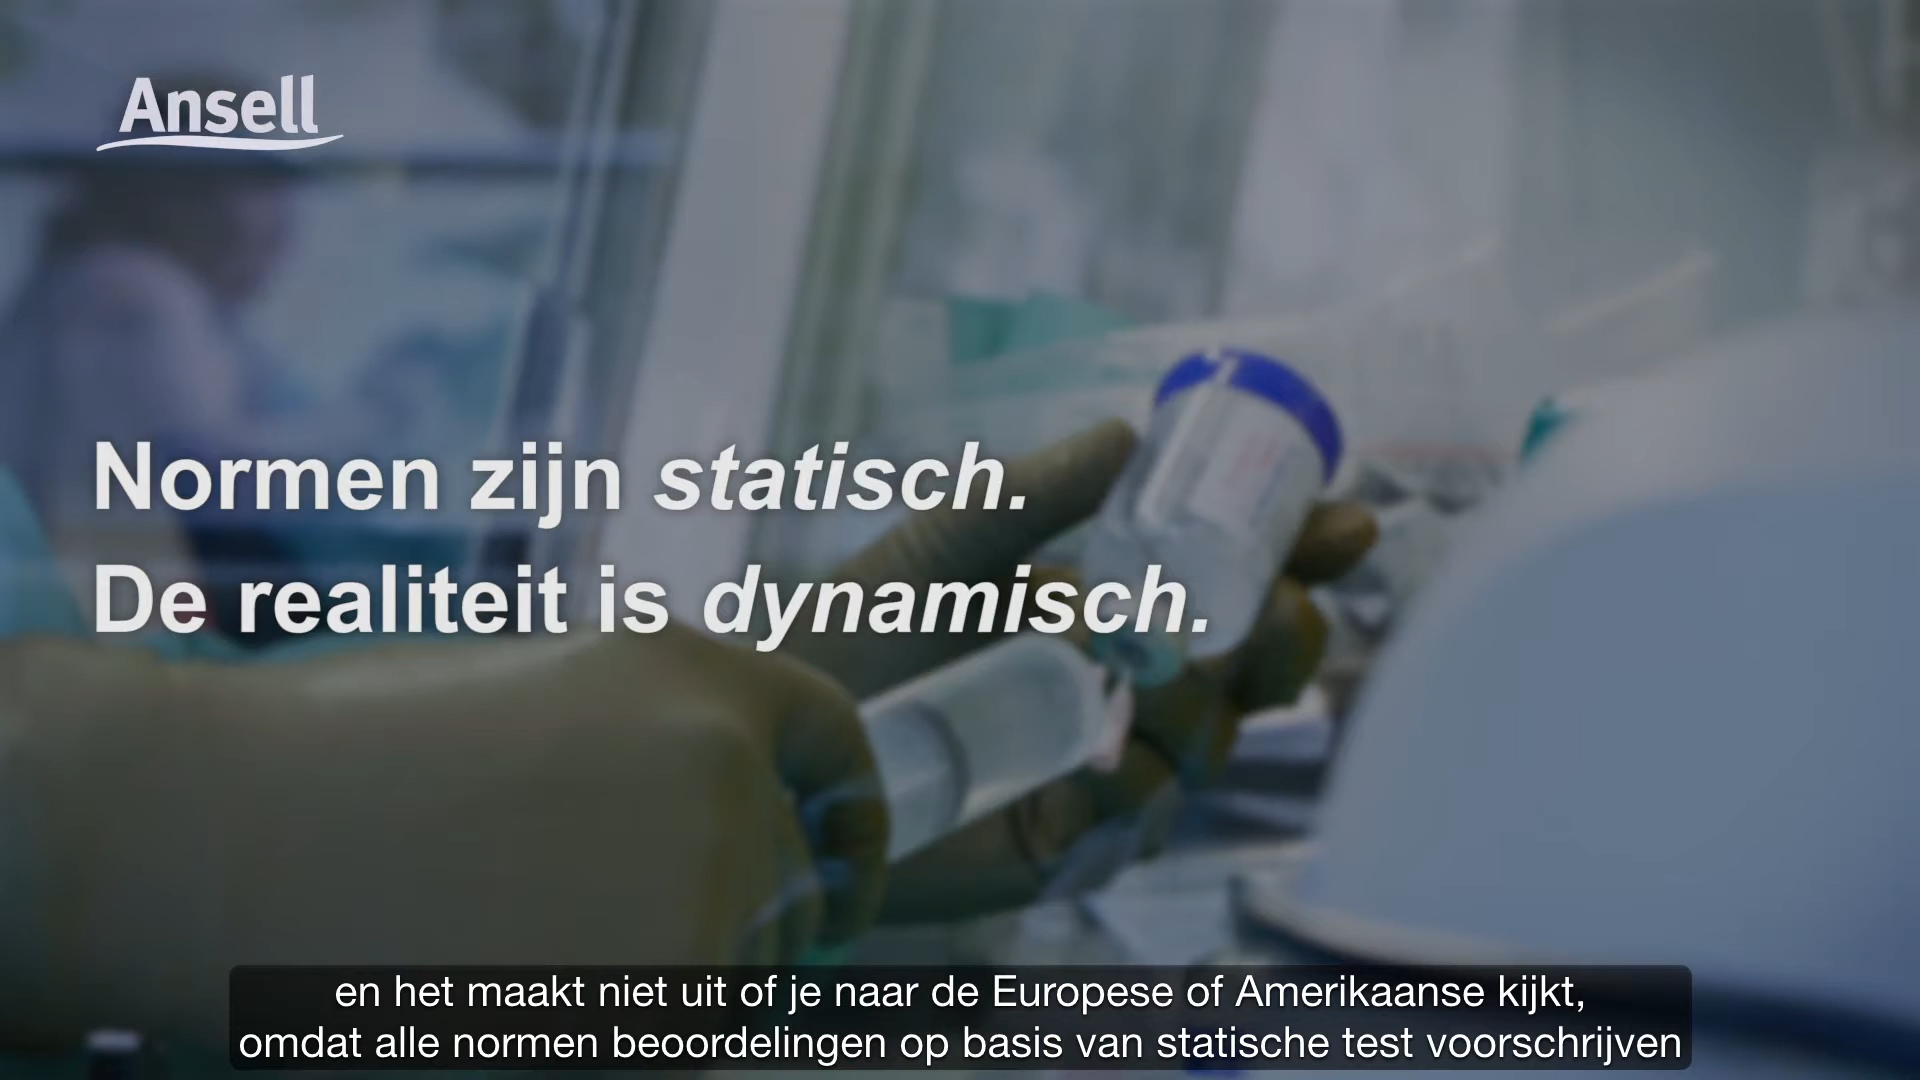 Ansell
Normen zijn statisch.
De realiteit is dynamisch.
en het maakt niet uit of je naar de Europese of Amerikaanse kijkt,
omdat alle normen beoordelingen op basis van statische test voorschrijven